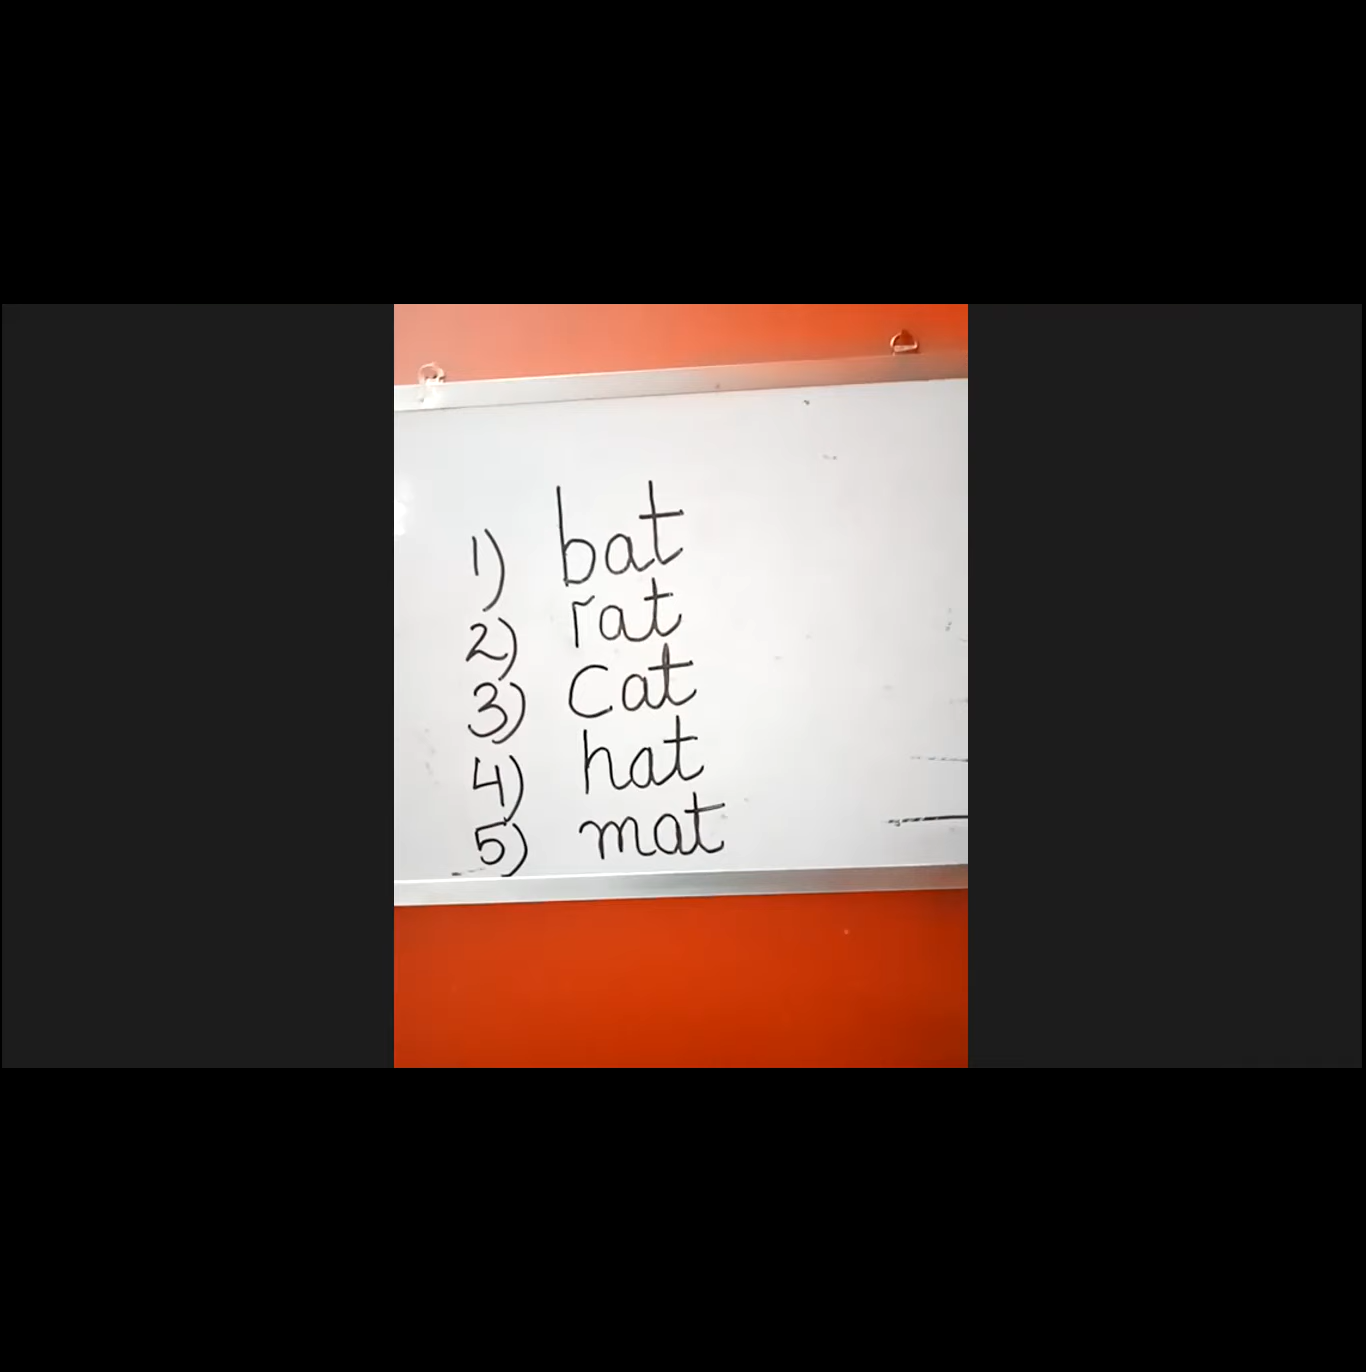 1) bat
2) rat
3) cat
4) hat
5) mat